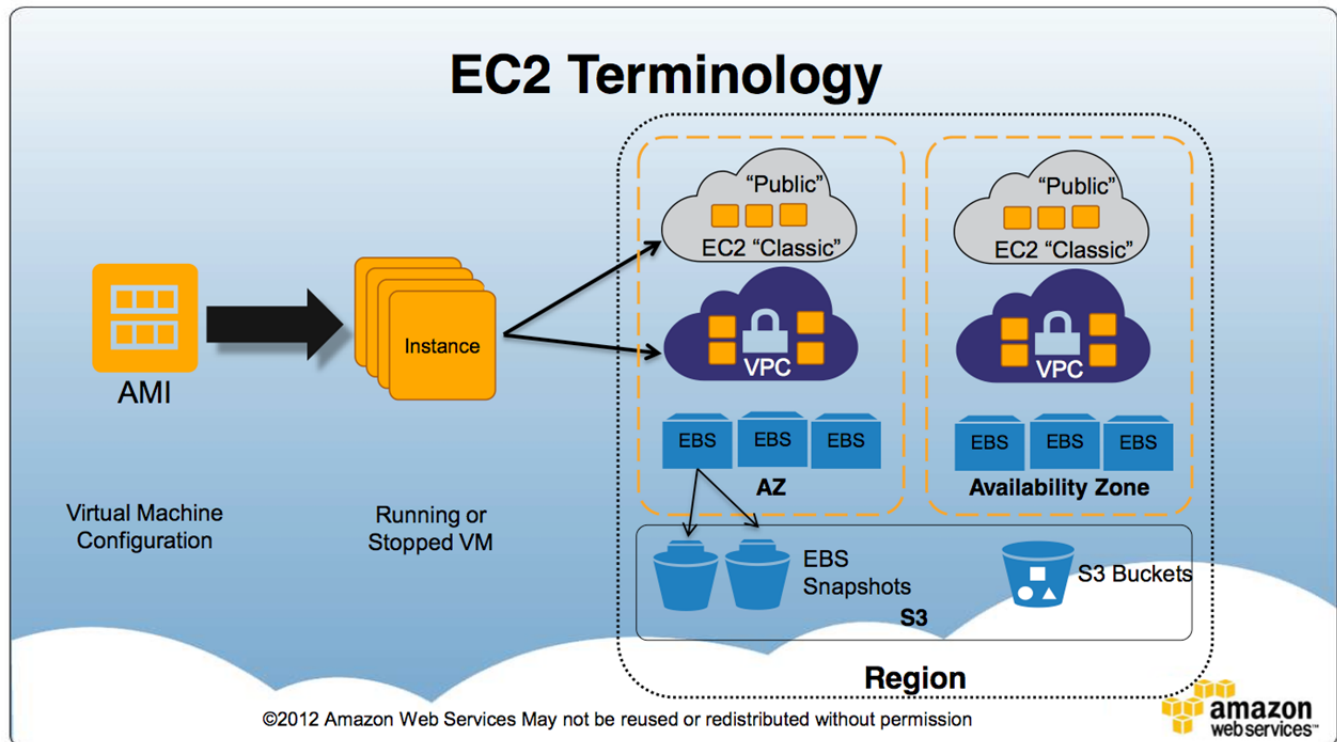 EC2 Terminology
AMI
Virtual Machine
Configuration
Instance
Running or
Stopped VM
“Public”
EC2 “Classic”
VPC
EBS
EBS
EBS
AZ
“Public”
EC2 “Classic”
VPC
EBS
EBS
EBS
Availability Zone
EBS
Snapshots
S3 Buckets
S3
Region
©2012 Amazon Web Services May not be reused or redistributed without permission
amazon
web services™